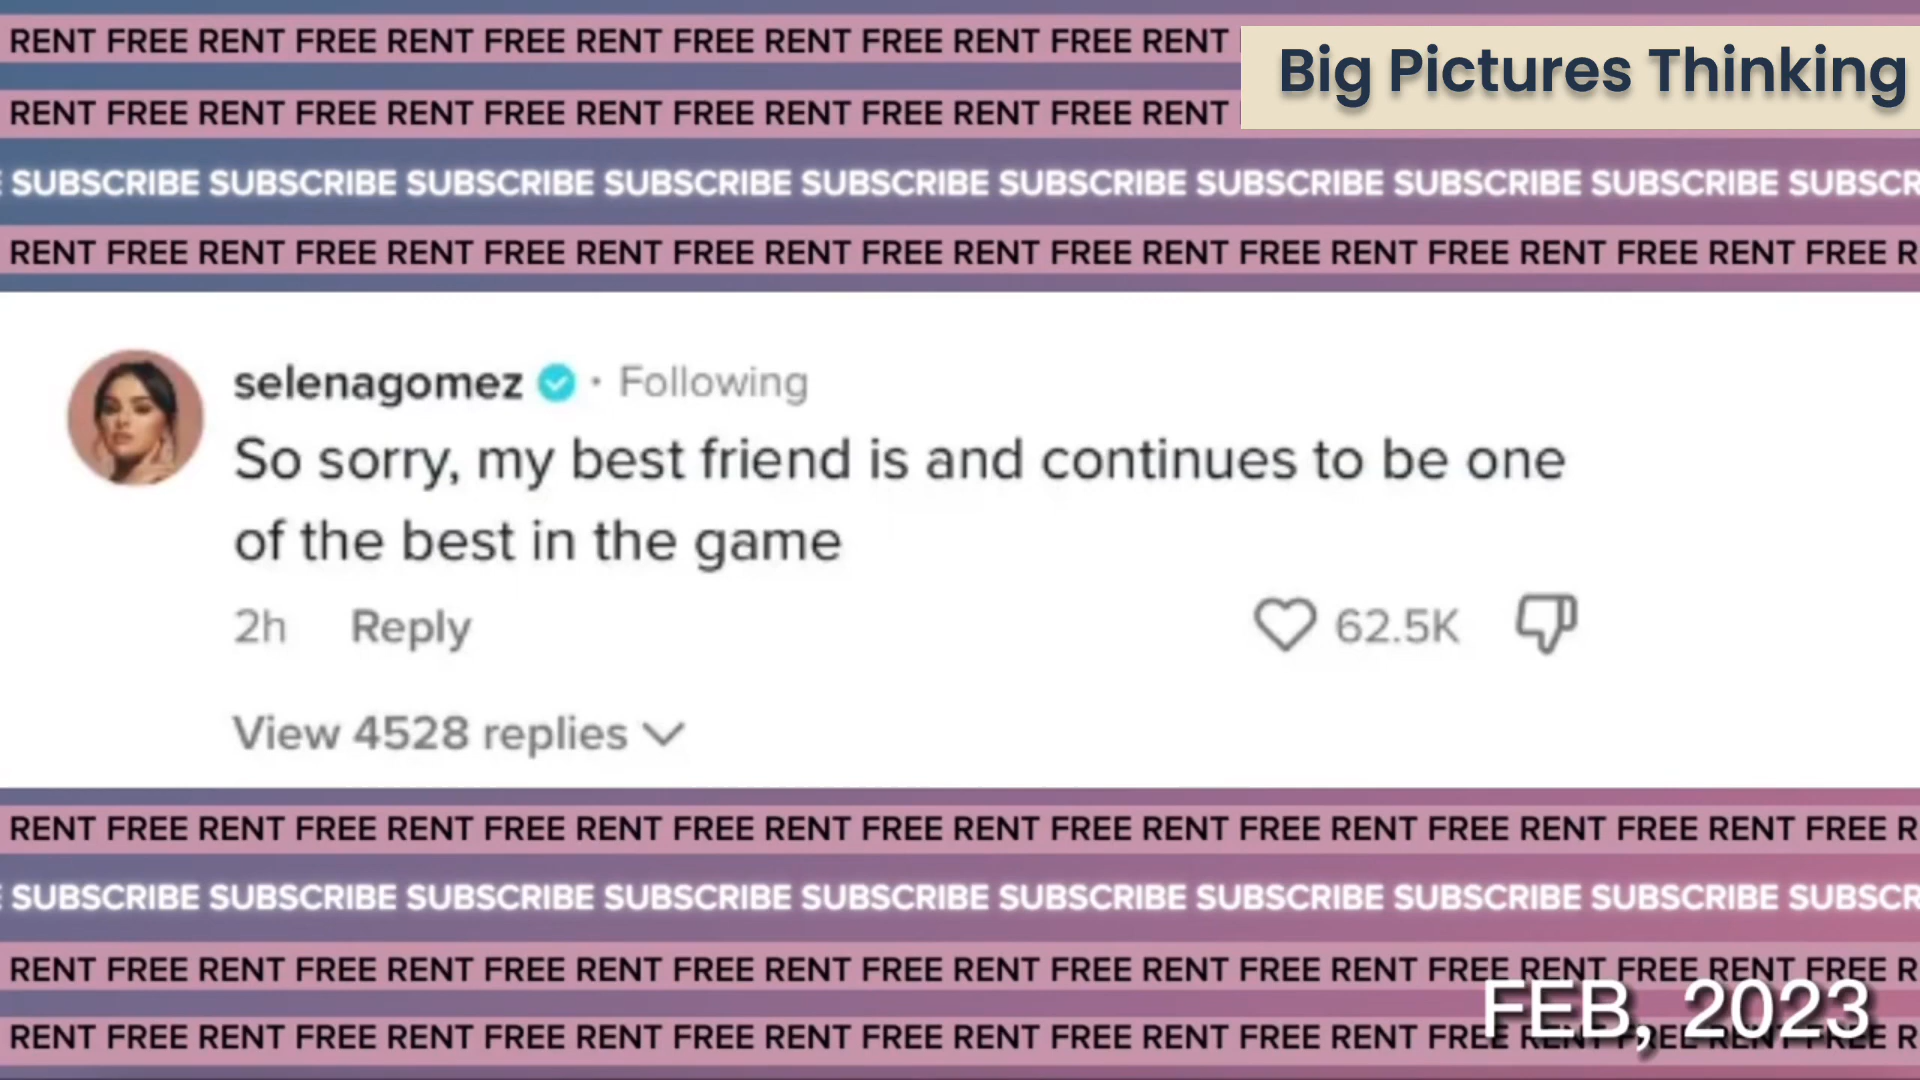 RENT FREE RENT FREE RENT FREE RENT FREE RENT FREE RENT FREE RENT
Big Pictures Thinking
RENT FREE RENT FREE RENT FREE RENT FREE RENT FREE RENT FREE RENT
SUBSCRIBE SUBSCRIBE SUBSCRIBE SUBSCRIBE SUBSCRIBE SUBSCRIBE SUBSCRIBE SUBSCRIBE SUBSCRIBE SUBSCR
RENT FREE RENT FREE RENT FREE RENT FREE RENT FREE RENT FREE RENT FREE RENT FREE RENT FREE RENT FREE R
selenagomez · Following
So sorry, my best friend is and continues to be one
of the best in the game
2h Reply 62.5K
View 4528 replies
RENT FREE RENT FREE RENT FREE RENT FREE RENT FREE RENT FREE RENT FREE RENT FREE RENT FREE RENT FREE R
SUBSCRIBE SUBSCRIBE SUBSCRIBE SUBSCRIBE SUBSCRIBE SUBSCRIBE SUBSCRIBE SUBSCRIBE SUBSCRIBE SUBSCR
RENT FREE RENT FREE RENT FREE RENT FREE RENT FREE RENT FREE RENT FREE RENT FREE RENT FREE RENT FREE R
FEB, 2023
RENT FREE RENT FREE RENT FREE RENT FREE RENT FREE RENT FREE RENT FREE RENT FREE RENT FREE RENT FREE R